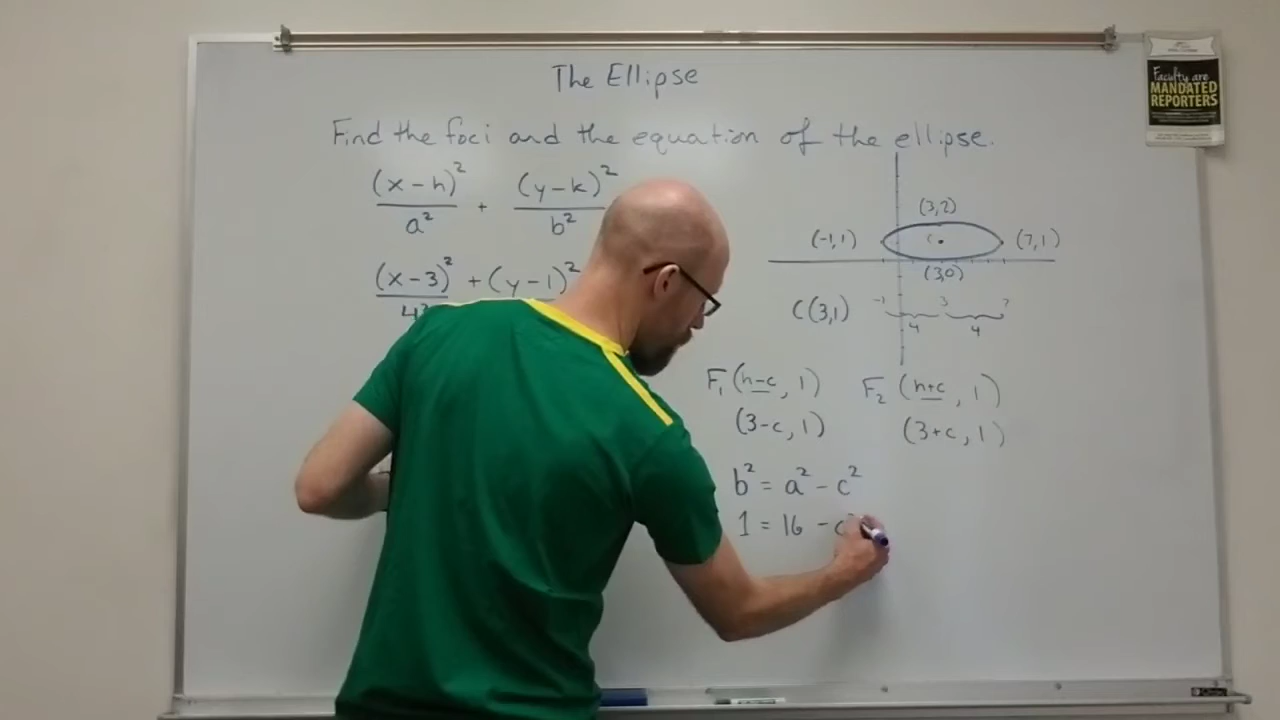 The Ellipse
Find the foci and the equation of the ellipse.
(x-h)² / a² + (y-k)² / b²
(x-3)² / 4² + (y-1)²
(3,2)
(-1,1)
(7,1)
(3,0)
C(3,1)
-1 3 7
4 4
F₁(h-c, 1) F₂(h+c, 1)
(3-c, 1) (3+c, 1)
b² = a² - c²
1 = 16 - c
Faculty are
MANDATED
REPORTERS